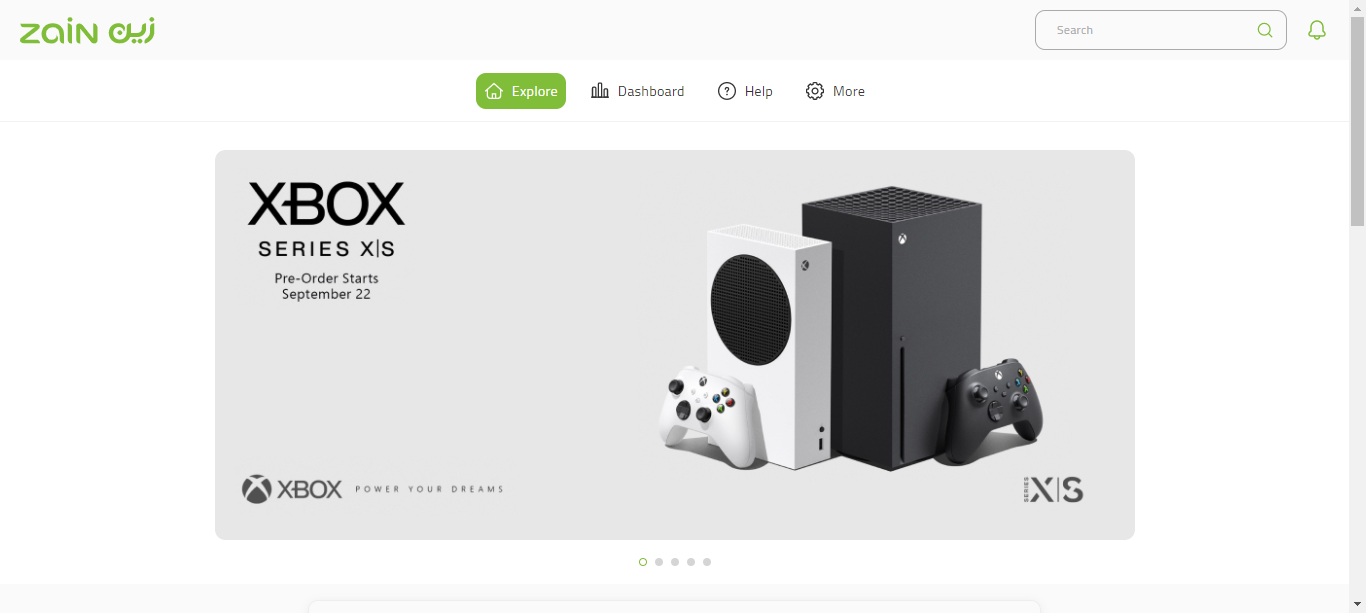 zain زين
Search
Explore
Dashboard
Help
More
XBOX
SERIES X|S
Pre-Order Starts
September 22
XBOX POWER YOUR DREAMS
SERIES X|S